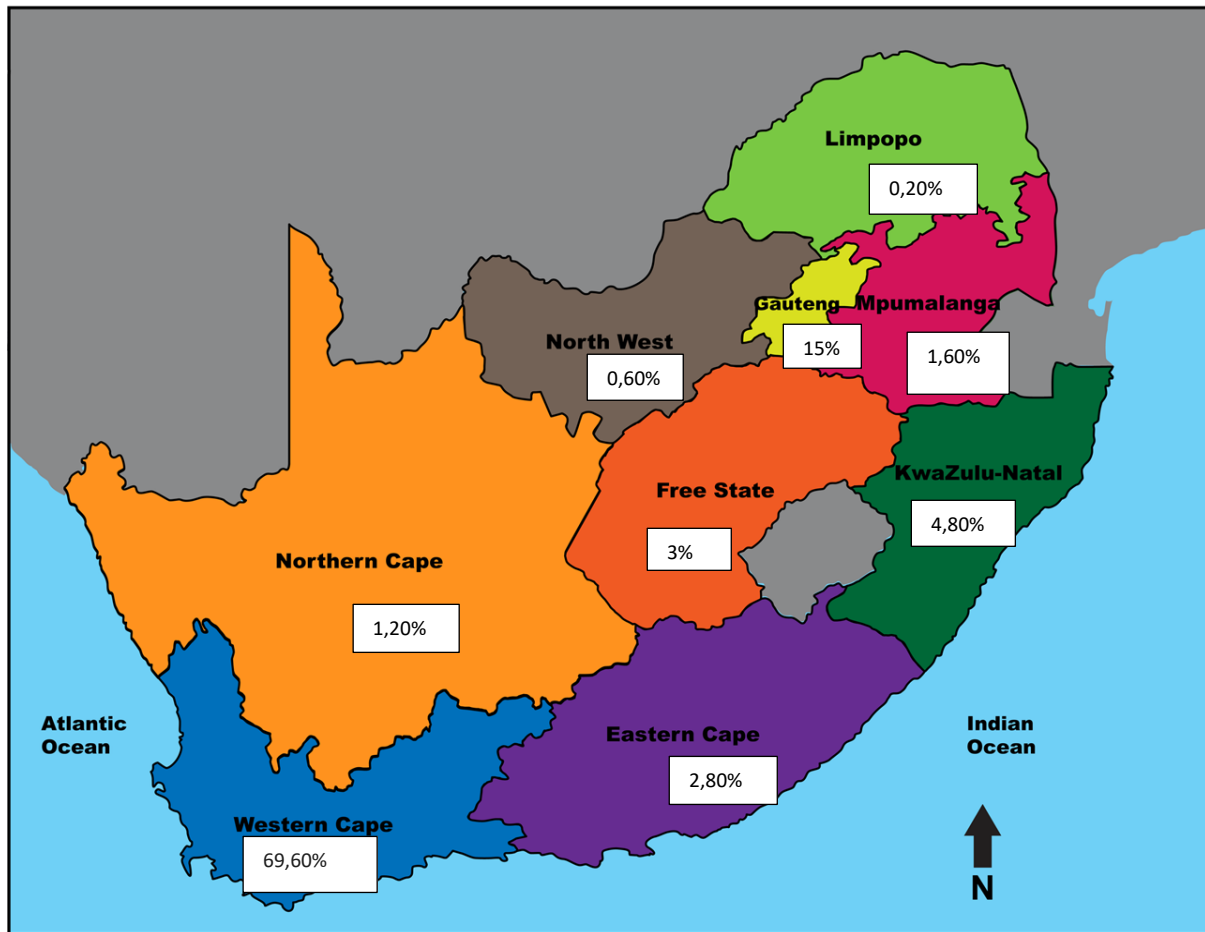 Limpopo
0,20%
Gauteng
15%
Mpumalanga
1,60%
North West
0,60%
KwaZulu-Natal
4,80%
Free State
3%
Northern Cape
1,20%
Atlantic
Ocean
Eastern Cape
2,80%
Indian
Ocean
Western Cape
69,60%
N